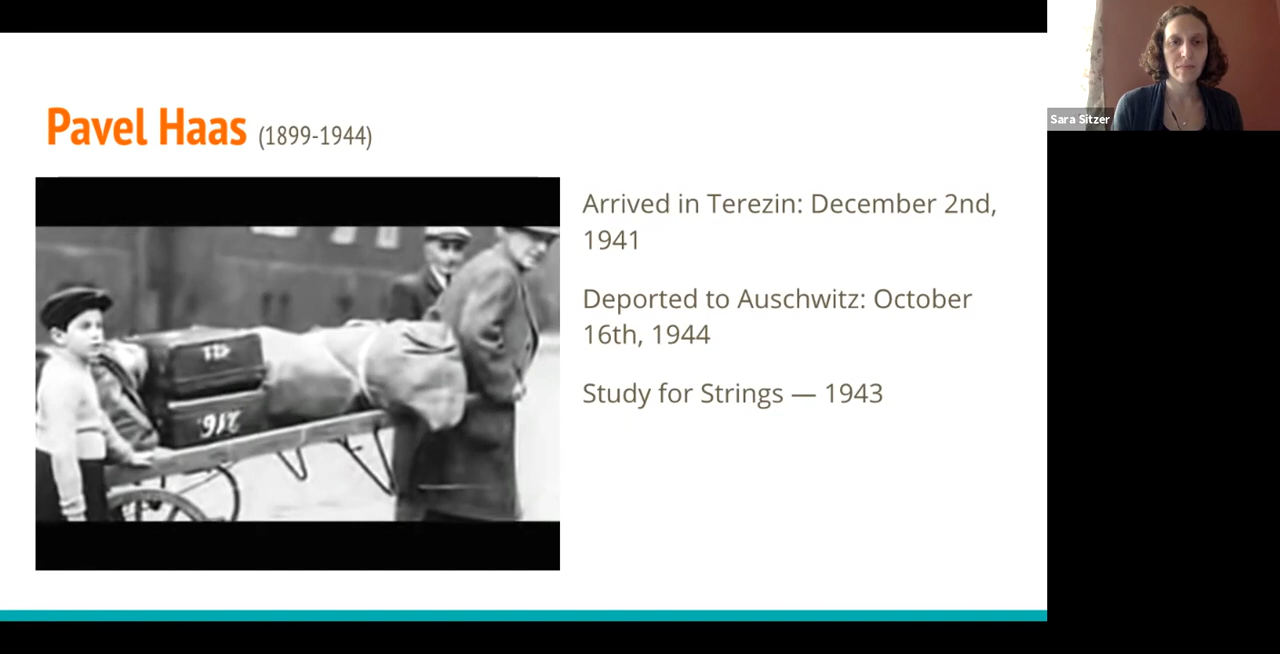 Pavel Haas (1899-1944)
Arrived in Terezin: December 2nd,
1941
Deported to Auschwitz: October
16th, 1944
Study for Strings — 1943
Sara Sitzer